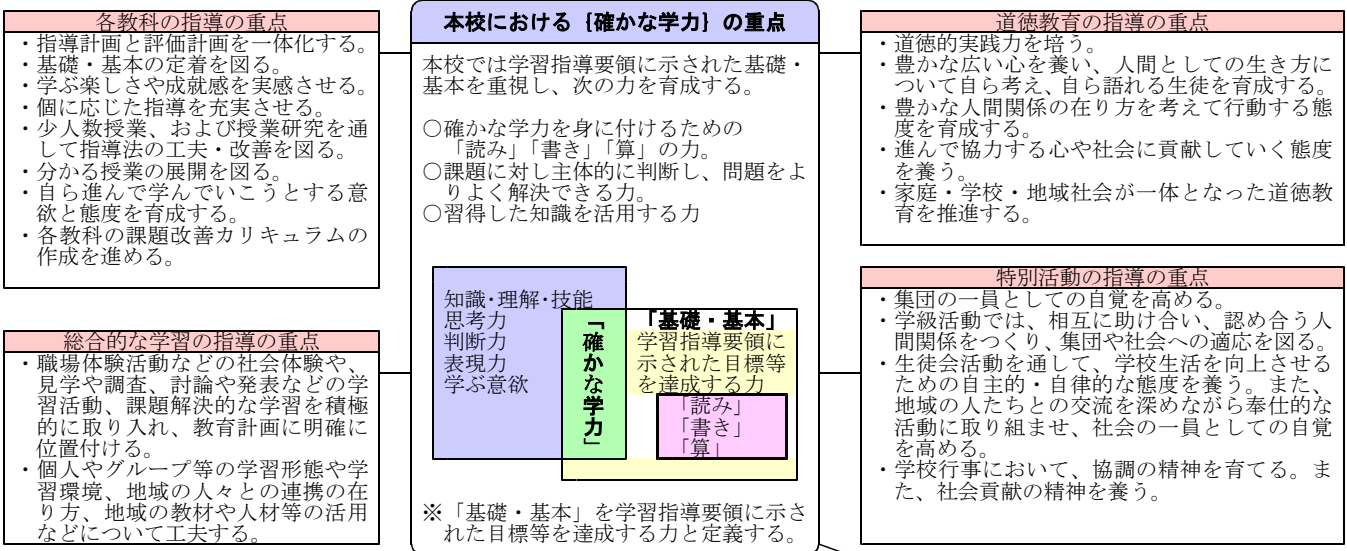 各教科の指導の重点
・指導計画と評価計画を一体化する。
・基礎・基本の定着を図る。
・学ぶ楽しさや成就感を実感させる。
・個に応じた指導を充実させる。
・少人数授業、および授業研究を通
して指導法の工夫・改善を図る。
・分かる授業の展開を図る。
・自ら進んで学んでいこうとする意
欲と態度を育成する。
・各教科の課題改善カリキュラムの
作成を進める。
総合的な学習の指導の重点
・職場体験活動などの社会体験や、
見学や調査、討論や発表などの学
習活動、課題解決的な学習を積極
的に取り入れ、教育計画に明確に
位置付ける。
・個人やグループ等の学習形態や学
習環境、地域の人々との連携の在
り方、地域の教材や人材等の活用
などについて工夫する。
本校における{確かな学力}の重点
本校では学習指導要領に示された基礎・
基本を重視し、次の力を育成する。
○確かな学力を身に付けるための
「読み」「書き」「算」の力。
○課題に対し主体的に判断し、問題をよ
りよく解決できる力。
○習得した知識を活用する力
知識・理解・技能
思考力
判断力
表現力
学ぶ意欲
「確かな学力」
「基礎・基本」
学習指導要領に
示された目標等
を達成する力
「読み」
「書き」
「算」
※「基礎・基本」を学習指導要領に示さ
れた目標等を達成する力と定義する。
道徳教育の指導の重点
・道徳的実践力を培う。
・豊かな広い心を養い、人間としての生き方に
ついて自ら考え、自ら語れる生徒を育成する。
・豊かな人間関係の在り方を考えて行動する態
度を育成する。
・進んで協力する心や社会に貢献していく態度
を養う。
・家庭・学校・地域社会が一体となった道徳教
育を推進する。
特別活動の指導の重点
・集団の一員としての自覚を高める。
・学級活動では、相互に助け合い、認め合う人
間関係をつくり、集団や社会への適応を図る。
・生徒会活動を通して、学校生活を向上させる
ための自主的・自律的な態度を養う。また、
地域の人たちとの交流を深めながら奉仕的な
活動に取り組ませ、社会の一員としての自覚
を高める。
・学校行事において、協調の精神を育てる。ま
た、社会貢献の精神を養う。